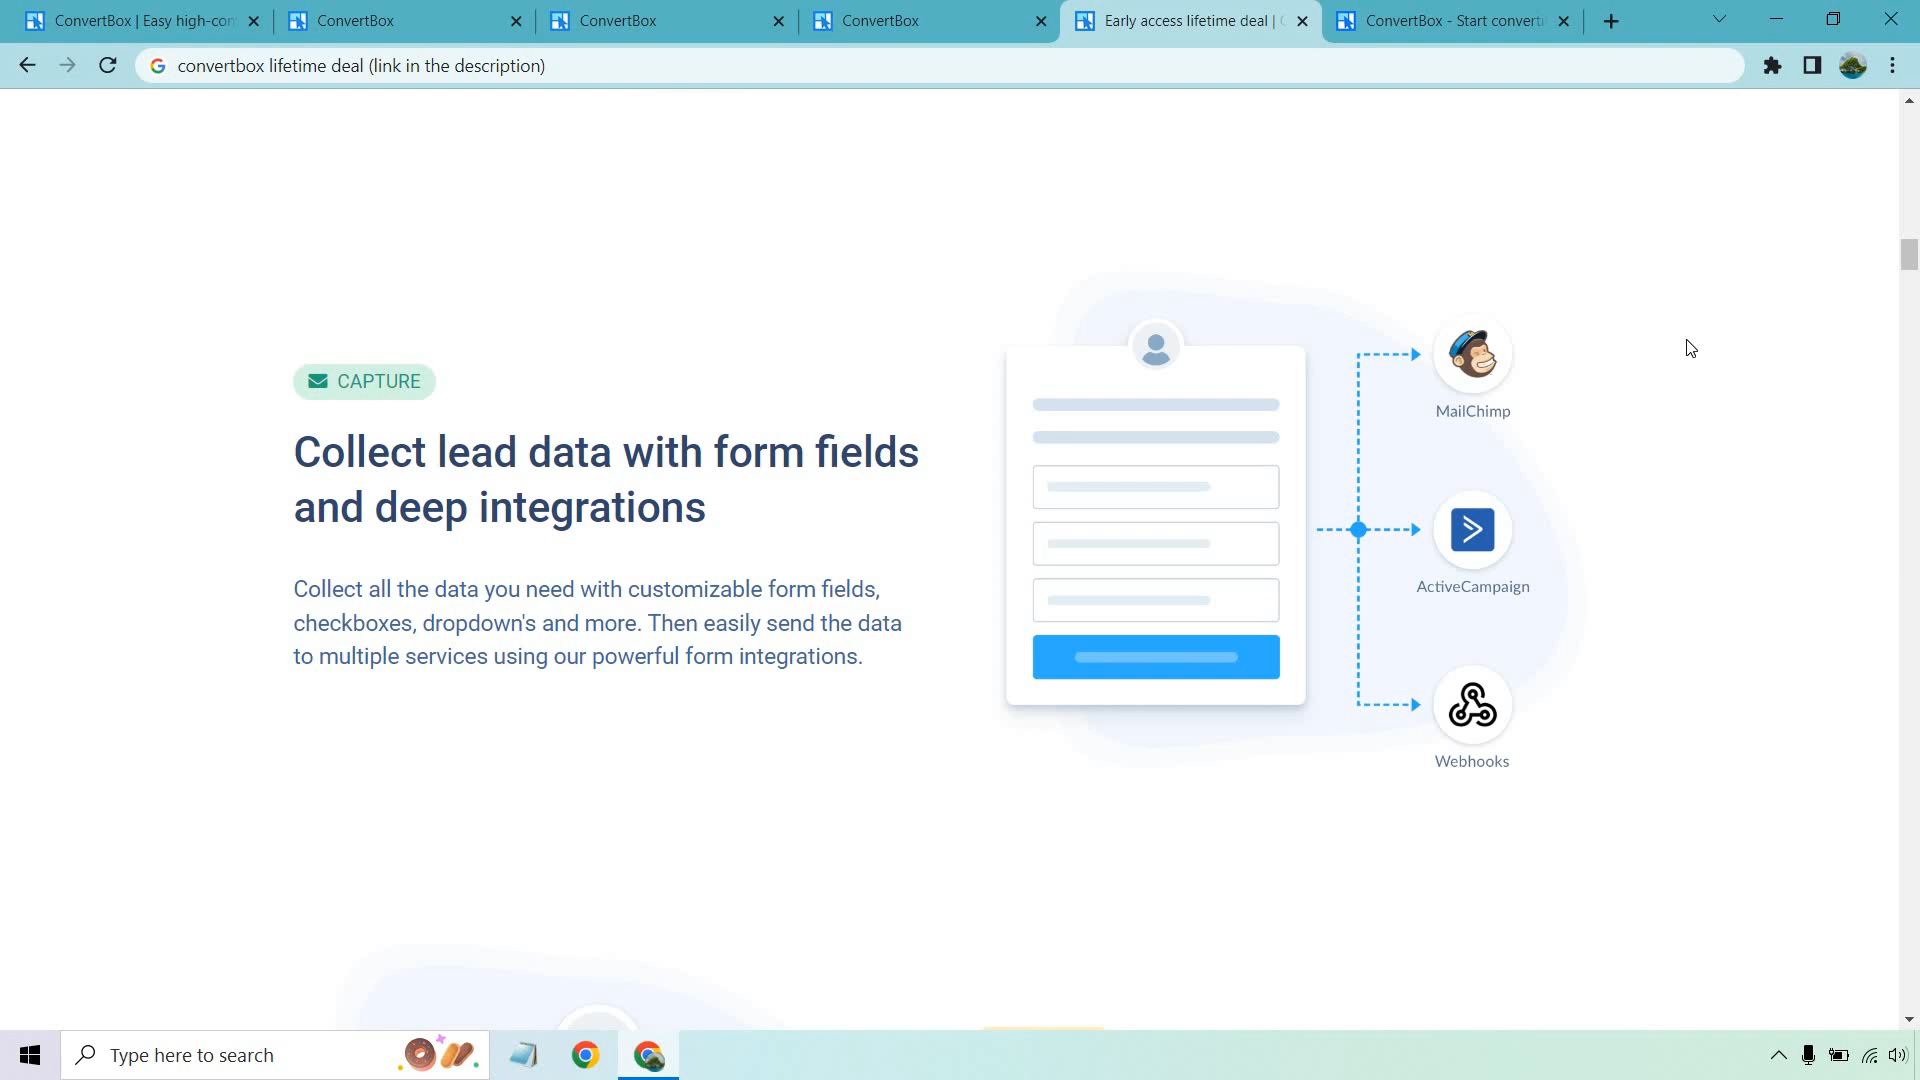 ConvertBox | Easy high-con
ConvertBox
ConvertBox
ConvertBox
Early access lifetime deal |
ConvertBox - Start converti
convertbox lifetime deal (link in the description)
CAPTURE
Collect lead data with form fields
and deep integrations
Collect all the data you need with customizable form fields,
checkboxes, dropdown's and more. Then easily send the data
to multiple services using our powerful form integrations.
MailChimp
ActiveCampaign
Webhooks
Type here to search